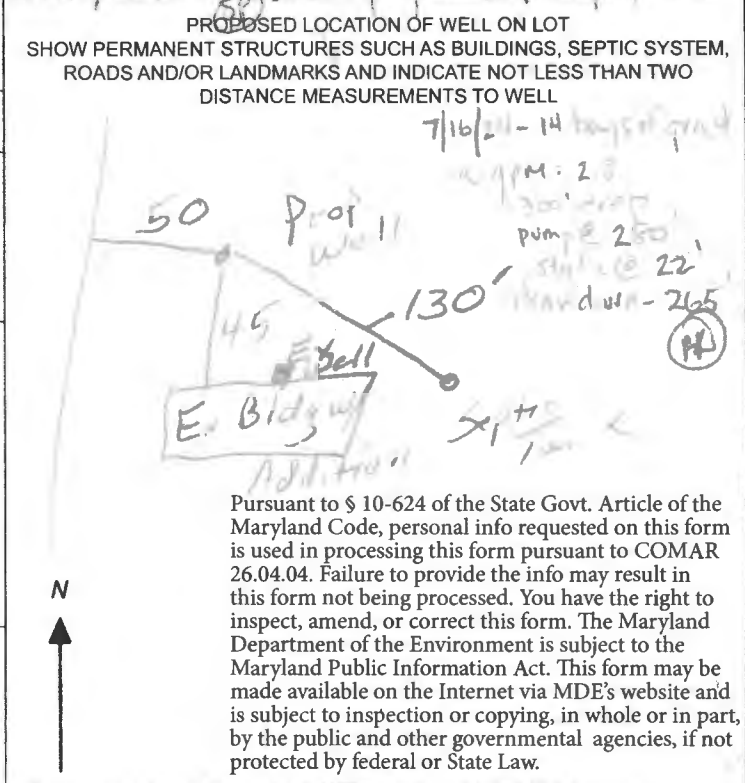 PROPOSED LOCATION OF WELL ON LOT
SHOW PERMANENT STRUCTURES SUCH AS BUILDINGS, SEPTIC SYSTEM,
ROADS AND/OR LANDMARKS AND INDICATE NOT LESS THAN TWO
DISTANCE MEASUREMENTS TO WELL
7/16/
- 14
gpm: 2.8
300'
pump @ 250'
static @ 22'
drawdown - 265'
50
Prop
well
130'
45
Ex Well
Ex Bldg w/
Addition
Pursuant to § 10-624 of the State Govt. Article of the
Maryland Code, personal info requested on this form
is used in processing this form pursuant to COMAR
26.04.04. Failure to provide the info may result in
this form not being processed. You have the right to
inspect, amend, or correct this form. The Maryland
Department of the Environment is subject to the
Maryland Public Information Act. This form may be
made available on the Internet via MDE's website and
is subject to inspection or copying, in whole or in part,
by the public and other governmental agencies, if not
protected by federal or State Law.
N